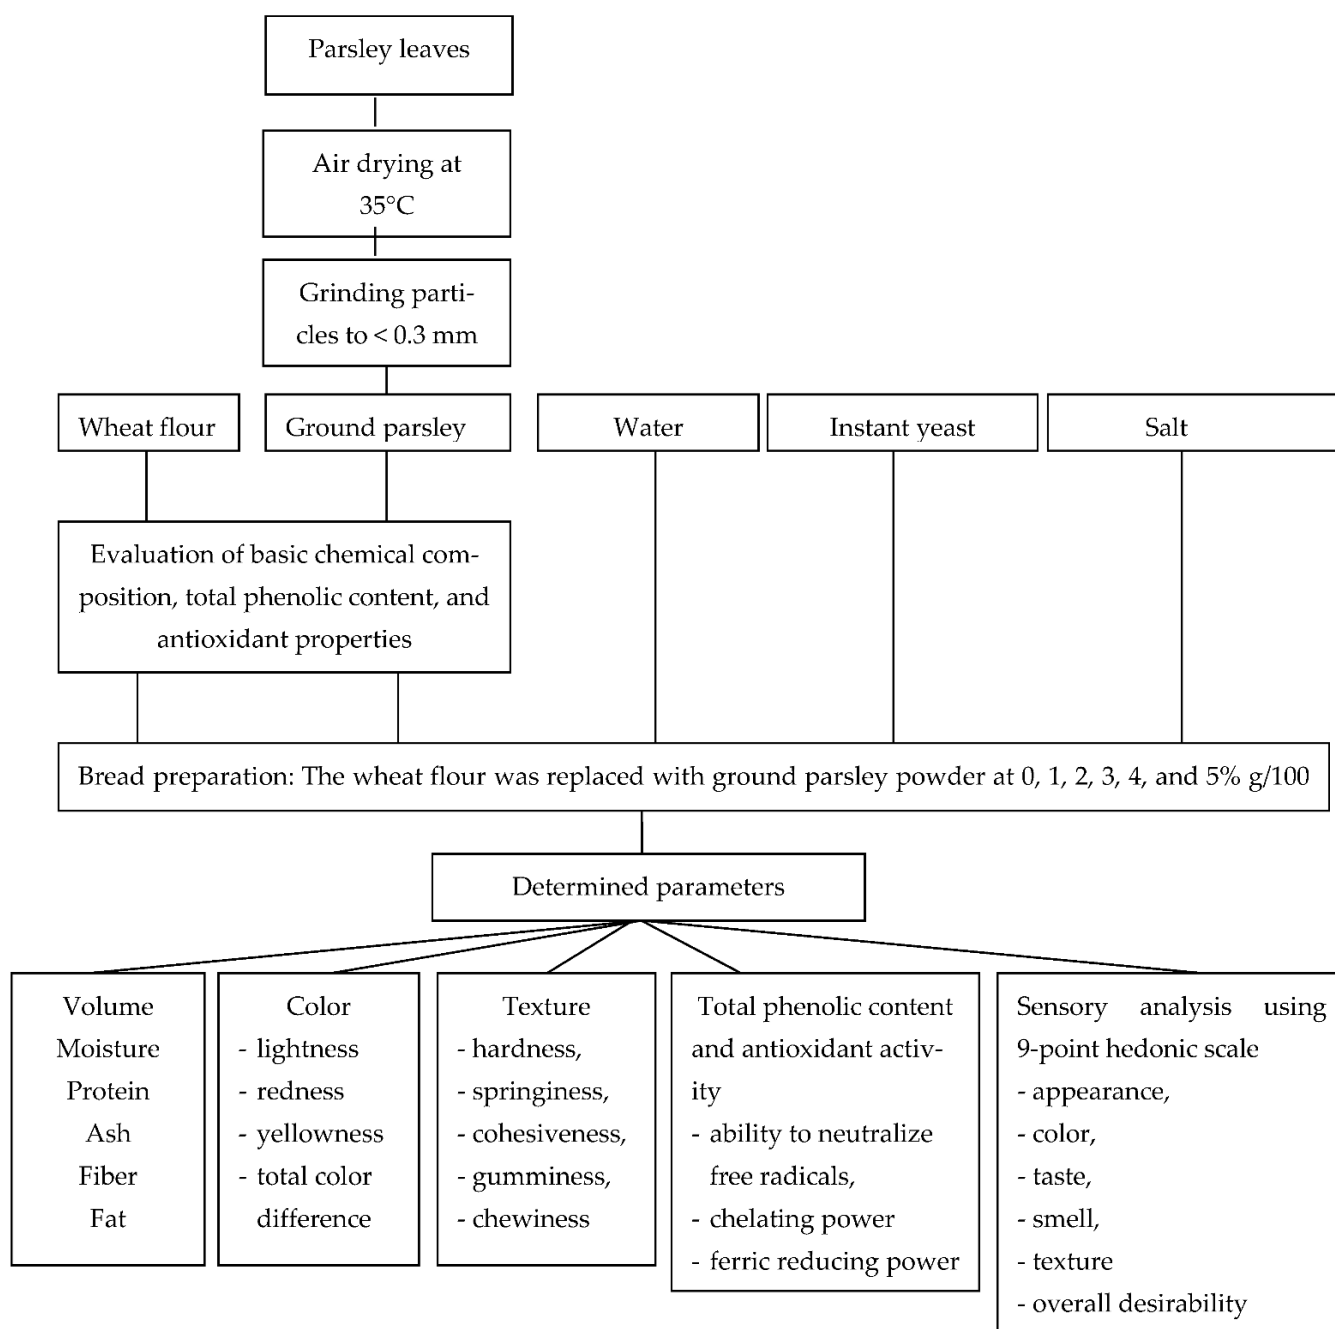 Parsley leaves
Air drying at
35°C
Grinding parti-
cles to < 0.3 mm
Wheat flour
Ground parsley
Water
Instant yeast
Salt
Evaluation of basic chemical com-
position, total phenolic content, and
antioxidant properties
Bread preparation: The wheat flour was replaced with ground parsley powder at 0, 1, 2, 3, 4, and 5% g/100
Determined parameters
Volume
Moisture
Protein
Ash
Fiber
Fat
Color
- lightness
- redness
- yellowness
- total color
difference
Texture
- hardness,
- springiness,
- cohesiveness,
- gumminess,
- chewiness
Total phenolic content
and antioxidant activ-
ity
- ability to neutralize
free radicals,
- chelating power
- ferric reducing power
Sensory analysis using
9-point hedonic scale
- appearance,
- color,
- taste,
- smell,
- texture
- overall desirability